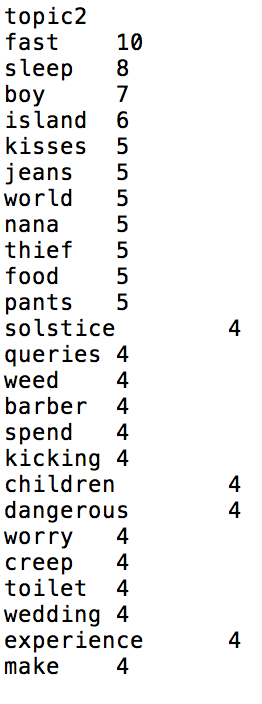 topic2
fast 10
sleep 8
boy 7
island 6
kisses 5
jeans 5
world 5
nana 5
thief 5
food 5
pants 5
solstice 4
queries 4
weed 4
barber 4
spend 4
kicking 4
children 4
dangerous 4
worry 4
creep 4
toilet 4
wedding 4
experience 4
make 4